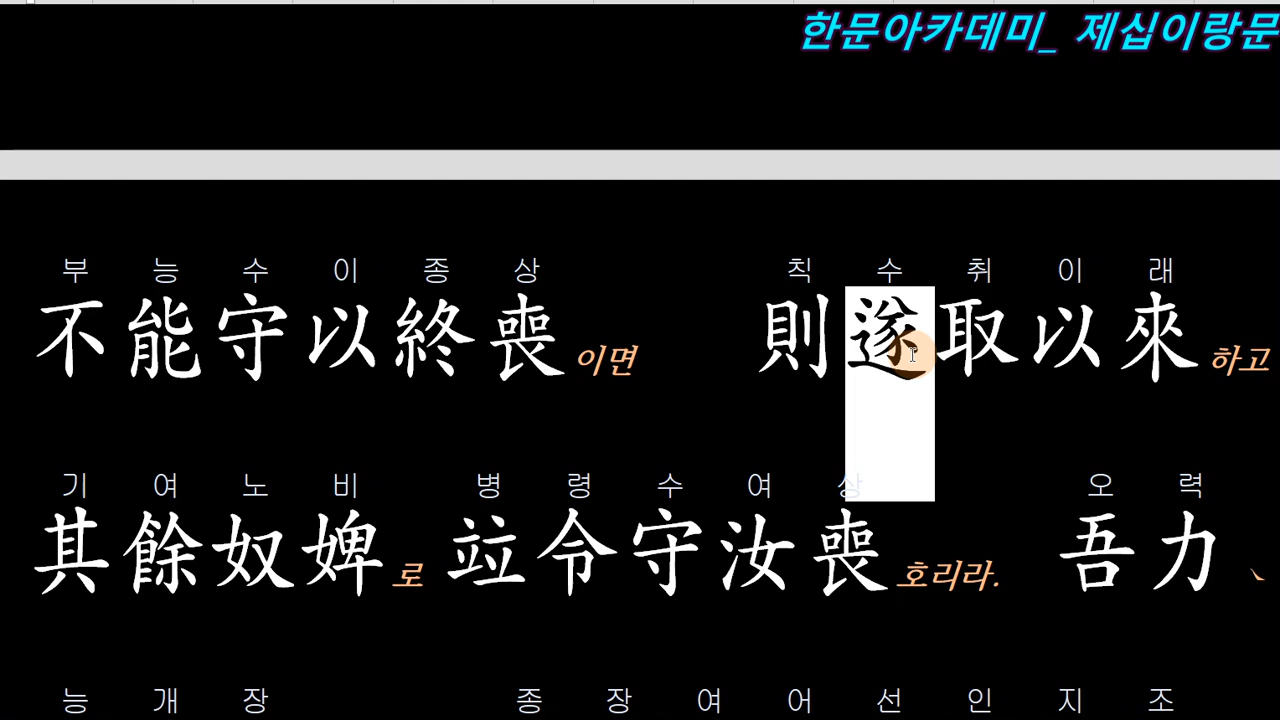 한문아카데미_ 제십이랑문
부 능 수 이 종 상 칙 수 취 이 래
不能守以終喪이면 則遂取以來하고
기 여 노 비 병 령 수 여 상 오 력
其餘奴婢로 竝令守汝喪호리라. 吾力
능 개 장 종 장 여 어 선 인 지 조